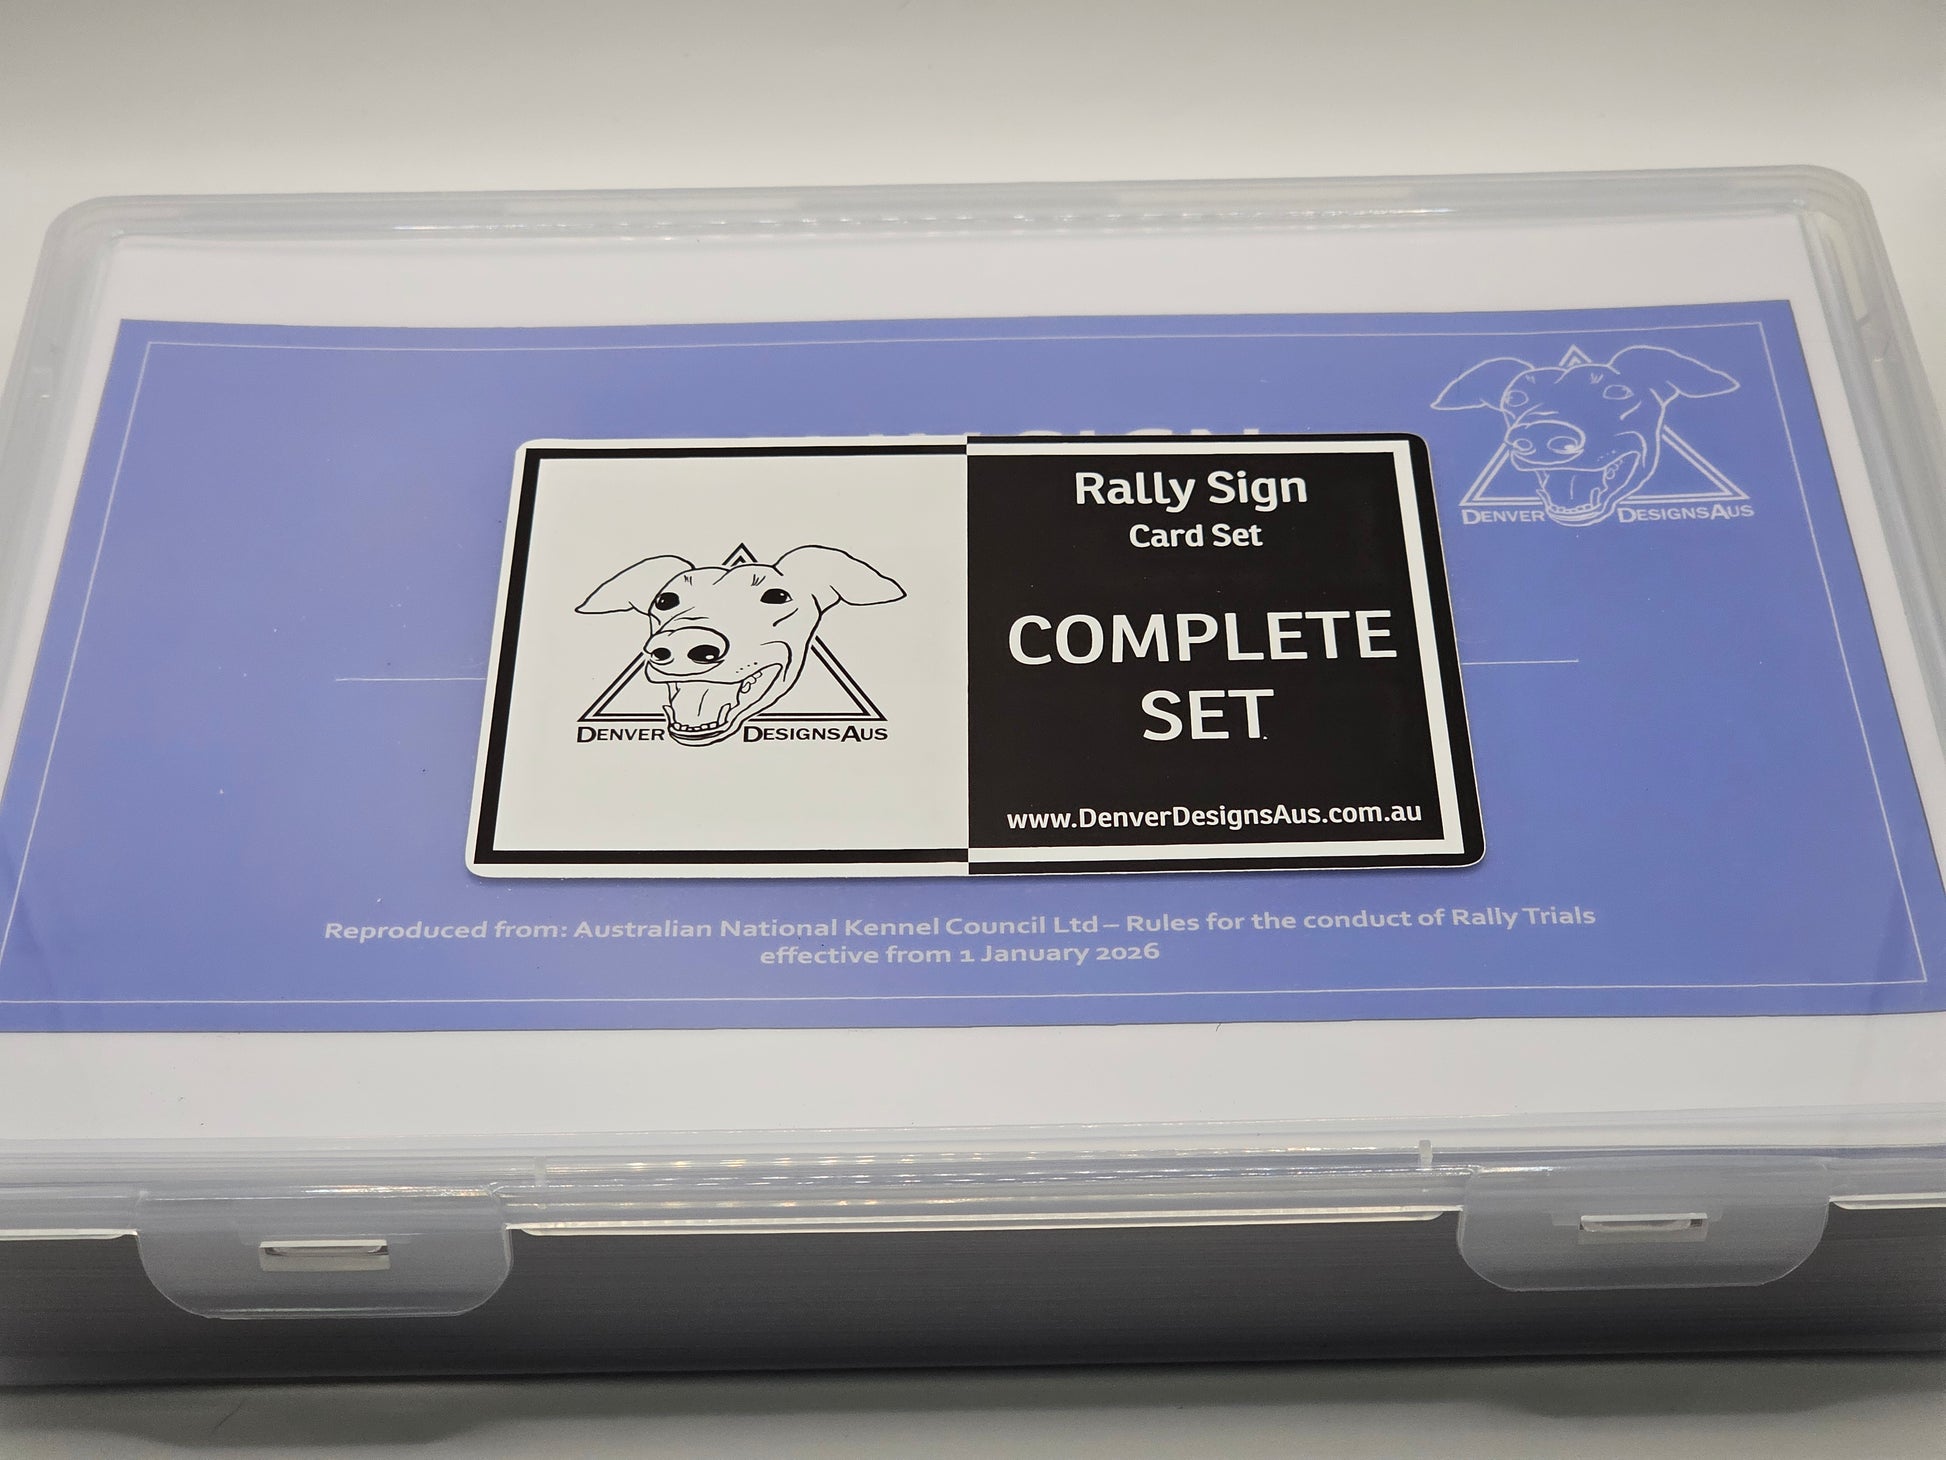 Rally Sign
Card Set
COMPLETE
SET
www.DenverDesignsAus.com.au
DENVER DESIGNSAUS
DENVER DESIGNSAUS
Reproduced from: Australian National Kennel Council Ltd – Rules for the conduct of Rally Trials
effective from 1 January 2026